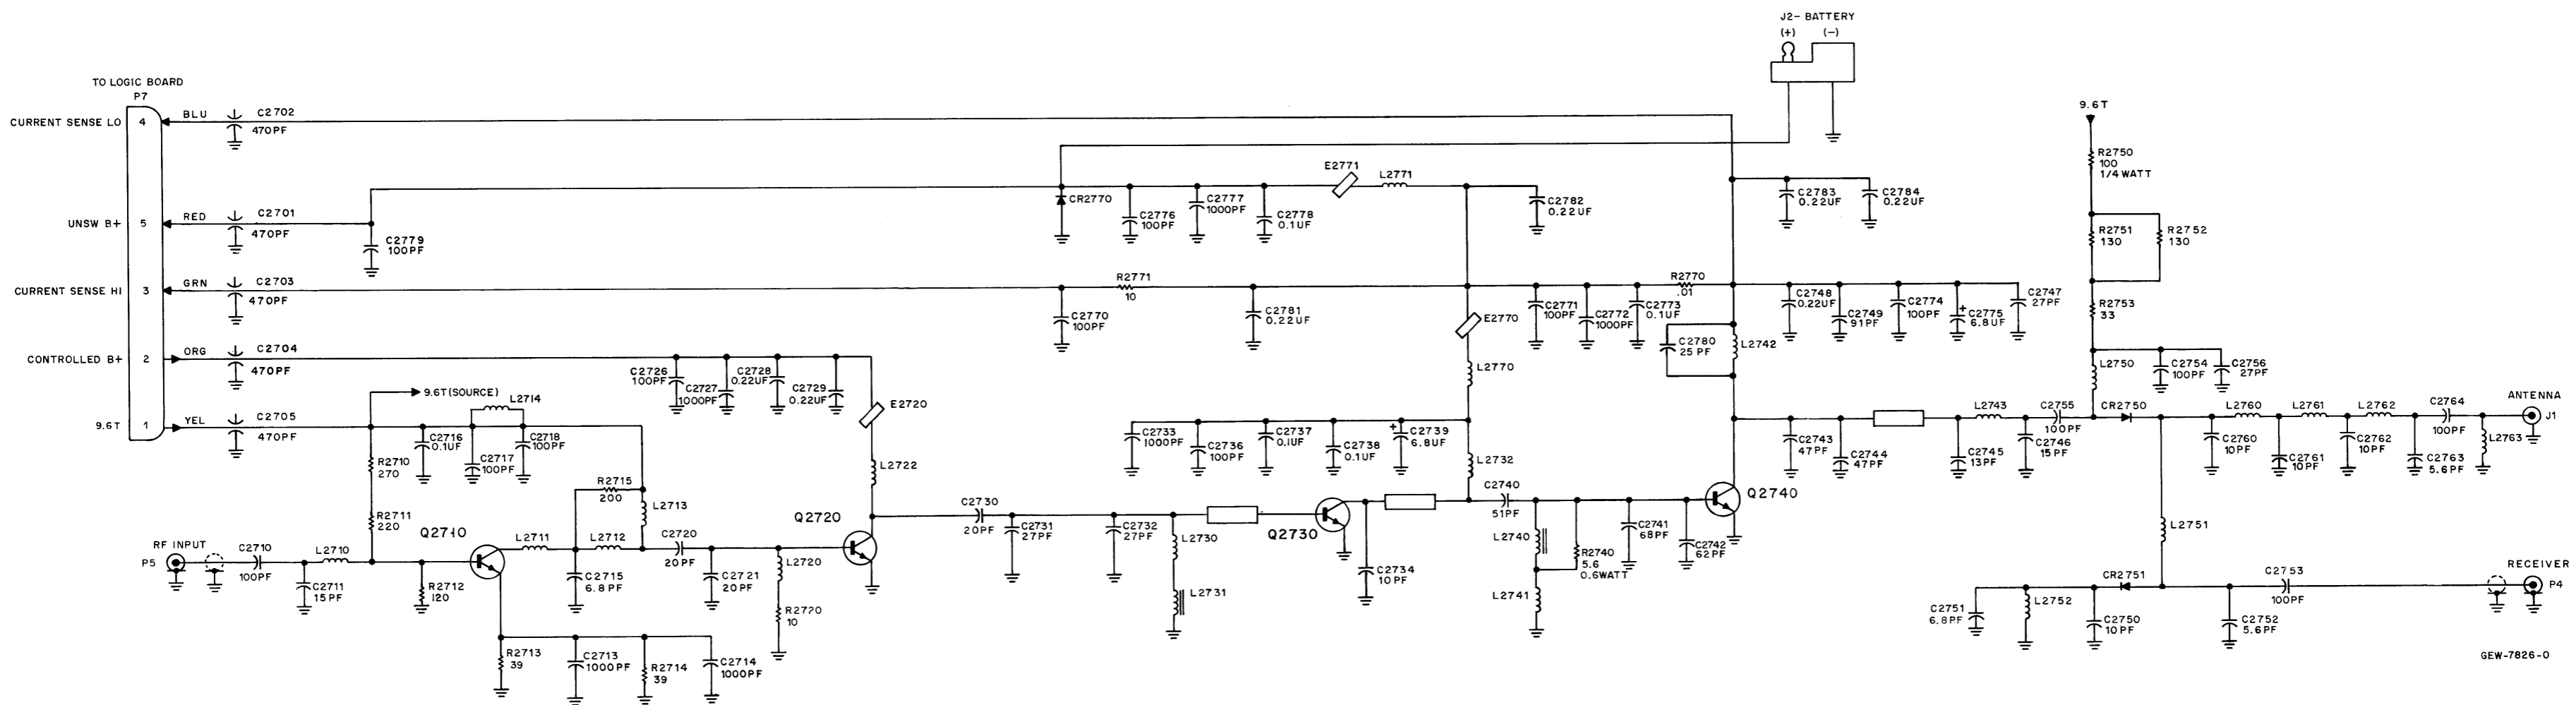 J2- BATTERY
(+) (-)
TO LOGIC BOARD
P7
CURRENT SENSE LO 4 BLU C2702
470PF
UNSW B+ 5 RED C2701
470PF
C2779
100PF
CURRENT SENSE HI 3 GRN C2703
470PF
CONTROLLED B+ 2 ORG C2704
470PF
9.6T(SOURCE)
9.6T 1 YEL C2705
470PF
CR2770
C2776
100PF
C2777
1000PF
C2778
0.1UF
E2771
L2771
C2782
0.22UF
C2783
0.22UF
C2784
0.22UF
9.6T
R2750
100
1/4 WATT
R2751
130
R2752
130
R2753
33
C2770
100PF
R2771
10
C2781
0.22UF
E2770
L2770
C2771
100PF
C2772
1000PF
C2773
0.1UF
R2770
.01
C2748
0.22UF
C2749
91PF
C2774
100PF
+
C2775
6.8UF
C2747
27PF
C2780
25PF
L2742
L2750
C2754
100PF
C2756
27PF
C2726
100PF
C2727
1000PF
C2728
0.22UF
C2729
0.22UF
E2720
L2722
L2714
C2716
0.1UF
C2717
100PF
C2718
100PF
R2710
270
R2711
220
R2715
200
L2713
C2733
1000PF
C2736
100PF
C2737
0.1UF
C2738
0.1UF
+
C2739
6.8UF
L2732
C2743
47PF
C2744
47PF
L2743
C2745
13PF
C2746
15PF
C2755
100PF
CR2750
L2760
L2761
L2762
C2764
100PF
ANTENNA
J1
C2760
10PF
C2761
10PF
C2762
10PF
C2763
5.6PF
L2763
RF INPUT
P5
C2710
100PF
L2710
C2711
15PF
R2712
120
Q2710
L2711
L2712
C2715
6.8PF
C2720
20PF
C2721
20PF
L2720
R2720
10
Q2720
C2730
20PF
C2731
27PF
C2732
27PF
L2730
L2731
Q2730
C2734
10PF
C2740
51PF
L2740
R2740
5.6
0.6WATT
L2741
C2741
68PF
C2742
62PF
Q2740
L2751
CR2751
C2753
100PF
RECEIVER
P4
C2751
6.8PF
L2752
C2750
10PF
C2752
5.6PF
R2713
39
C2713
1000PF
R2714
39
C2714
1000PF
GEW-7826-0